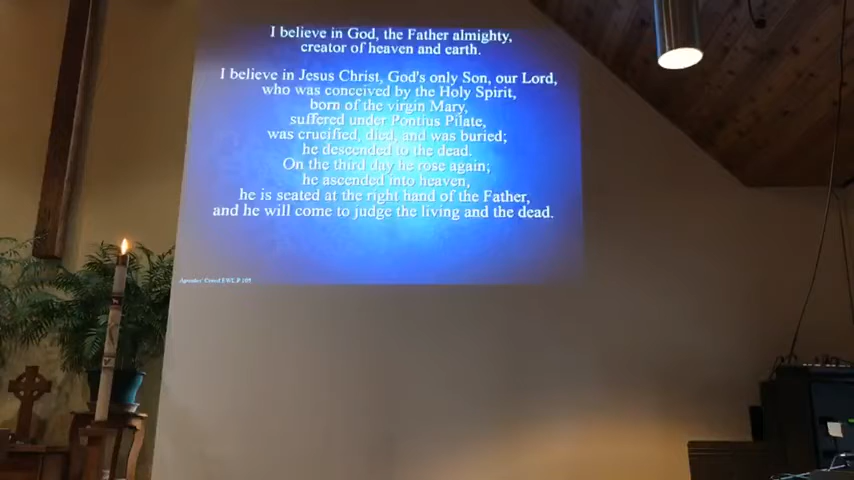 I believe in God, the Father almighty,
creator of heaven and earth.
I believe in Jesus Christ, God's only Son, our Lord,
who was conceived by the Holy Spirit,
born of the virgin Mary,
suffered under Pontius Pilate,
was crucified, died, and was buried;
he descended to the dead.
On the third day he rose again;
he ascended into heaven,
he is seated at the right hand of the Father,
and he will come to judge the living and the dead.
Apostles' Creed